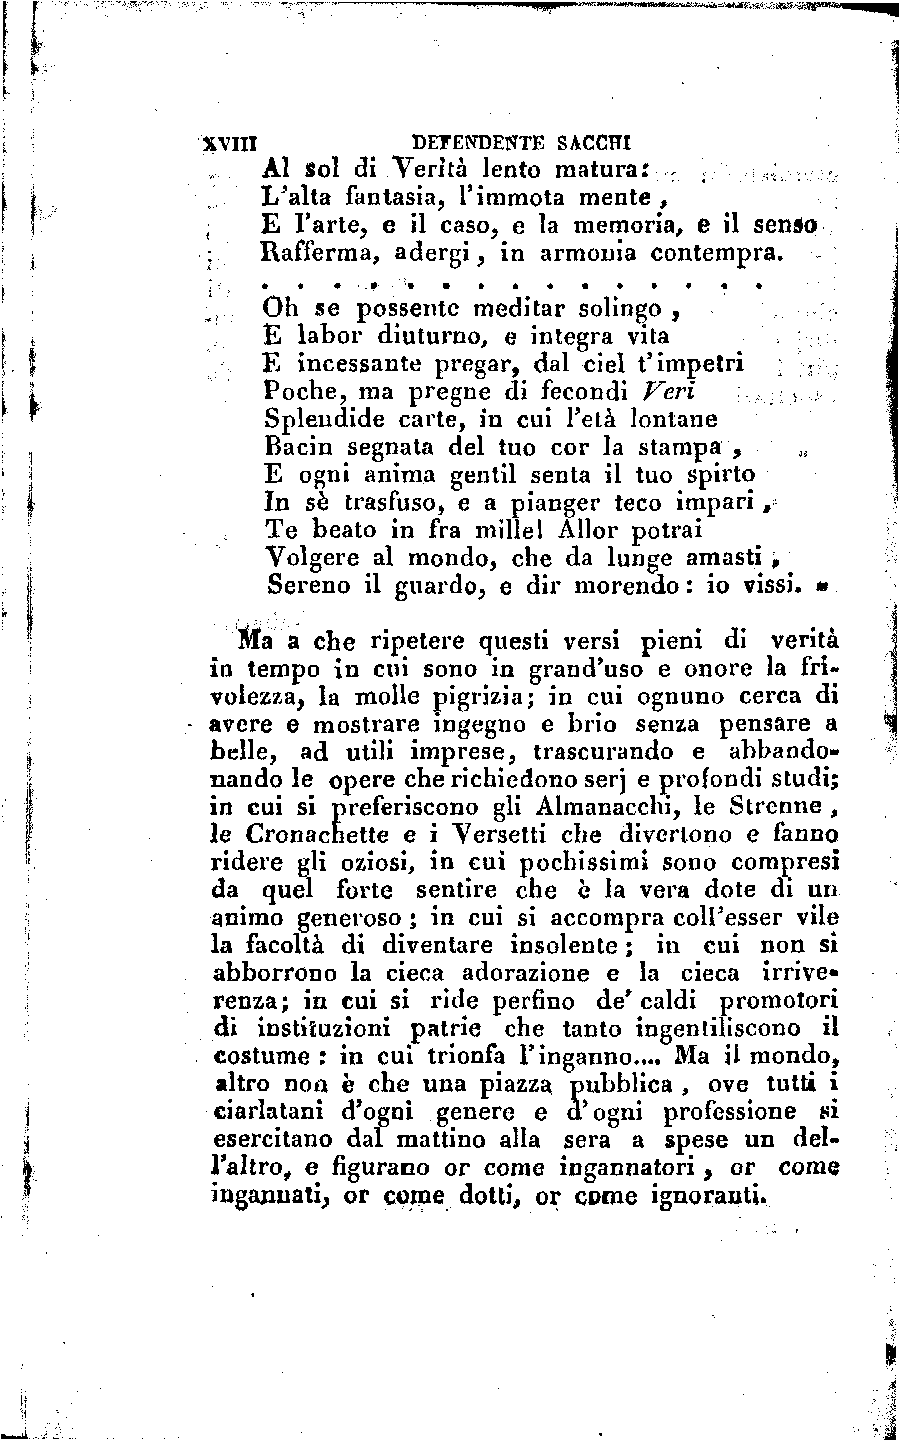 XVIII DEFENDENTE SACCHI
Al sol di Verità lento matura:
L'alta fantasia, l'immota mente ,
E l'arte, e il caso, e la memoria, e il senso
Rafferma, adergi , in armonia contempra.
. . . . . . . . . . . . . . .
Oh se possente meditar solingo ,
E labor diuturno, e integra vita
E incessante pregar, dal ciel t'impetri
Poche, ma pregne di fecondi Veri
Splendide carte, in cui l'età lontane
Bacin segnata del tuo cor la stampa ,
E ogni anima gentil senta il tuo spirto
In sè trasfuso, e a pianger teco impari ,
Te beato in fra mille! Allor potrai
Volgere al mondo, che da lunge amasti ,
Sereno il guardo, e dir morendo : io vissi. »
Ma a che ripetere questi versi pieni di verità
in tempo in cui sono in grand'uso e onore la fri-
volezza, la molle pigrizia; in cui ognuno cerca di
avere e mostrare ingegno e brio senza pensare a
belle, ad utili imprese, trascurando e abbando-
nando le opere che richiedono serj e profondi studi;
in cui si preferiscono gli Almanacchi, le Strenne ,
le Cronachette e i Versetti che divertono e fanno
ridere gli oziosi, in cui pochissimi sono compresi
da quel forte sentire che è la vera dote di un
animo generoso ; in cui si accompra coll'esser vile
la facoltà di diventare insolente ; in cui non si
abborrono la cieca adorazione e la cieca irrive-
renza; in cui si ride perfino de' caldi promotori
di instituzioni patrie che tanto ingentiliscono il
costume : in cui trionfa l'inganno.... Ma il mondo,
altro non è che una piazza pubblica , ove tutti i
ciarlatani d'ogni genere e d'ogni professione si
esercitano dal mattino alla sera a spese un del-
l'altro, e figurano or come ingannatori , or come
ingannati, or come dotti, or come ignoranti.